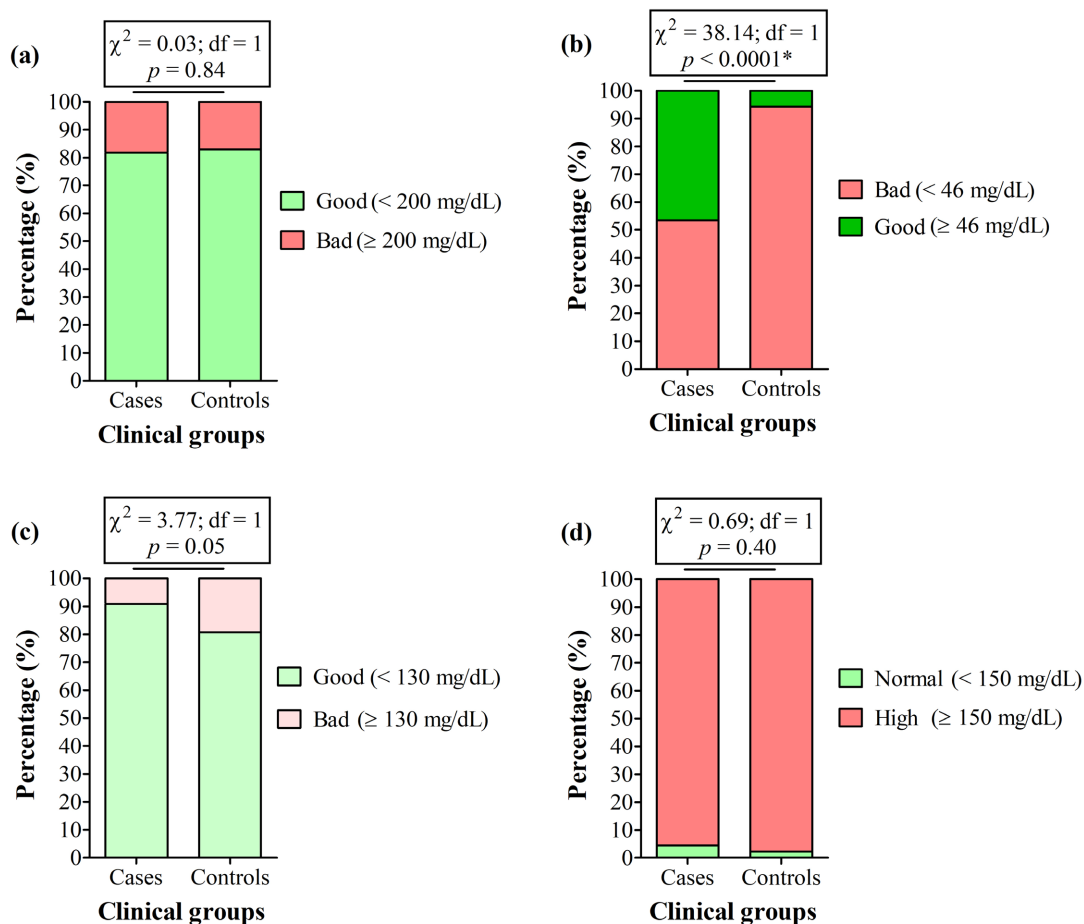 (a)
χ² = 0.03; df = 1
p = 0.84
Percentage (%)
100
90
80
70
60
50
40
30
20
10
0
Cases Controls
Clinical groups
Good (< 200 mg/dL)
Bad (≥ 200 mg/dL)
(b)
χ² = 38.14; df = 1
p < 0.0001*
Percentage (%)
100
90
80
70
60
50
40
30
20
10
0
Cases Controls
Clinical groups
Bad (< 46 mg/dL)
Good (≥ 46 mg/dL)
(c)
χ² = 3.77; df = 1
p = 0.05
Percentage (%)
100
90
80
70
60
50
40
30
20
10
0
Cases Controls
Clinical groups
Good (< 130 mg/dL)
Bad (≥ 130 mg/dL)
(d)
χ² = 0.69; df = 1
p = 0.40
Percentage (%)
100
90
80
70
60
50
40
30
20
10
0
Cases Controls
Clinical groups
Normal (< 150 mg/dL)
High (≥ 150 mg/dL)